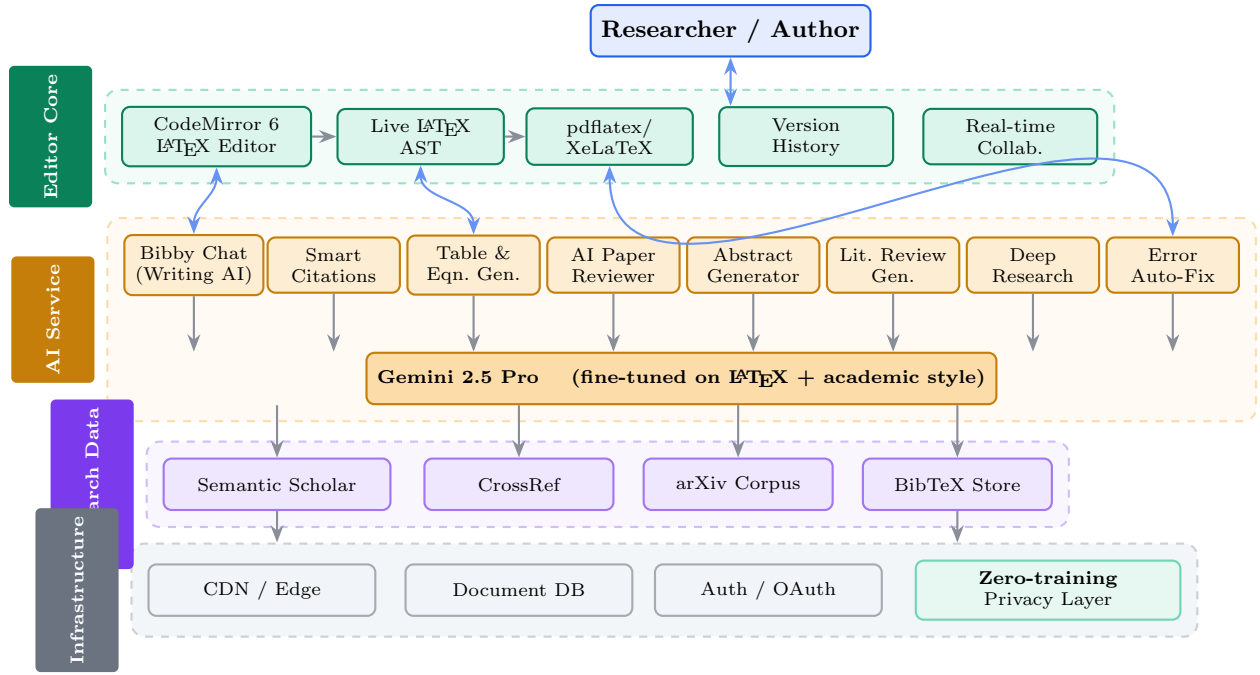 Researcher / Author
Editor Core
CodeMirror 6
LATEX Editor
Live LATEX
AST
pdflatex/
XeLaTeX
Version
History
Real-time
Collab.
AI Service
Bibby Chat
(Writing AI)
Smart
Citations
Table &
Eqn. Gen.
AI Paper
Reviewer
Abstract
Generator
Lit. Review
Gen.
Deep
Research
Error
Auto-Fix
Gemini 2.5 Pro (fine-tuned on LATEX + academic style)
Data
Semantic Scholar
CrossRef
arXiv Corpus
BibTeX Store
Infrastructure
CDN / Edge
Document DB
Auth / OAuth
Zero-training
Privacy Layer